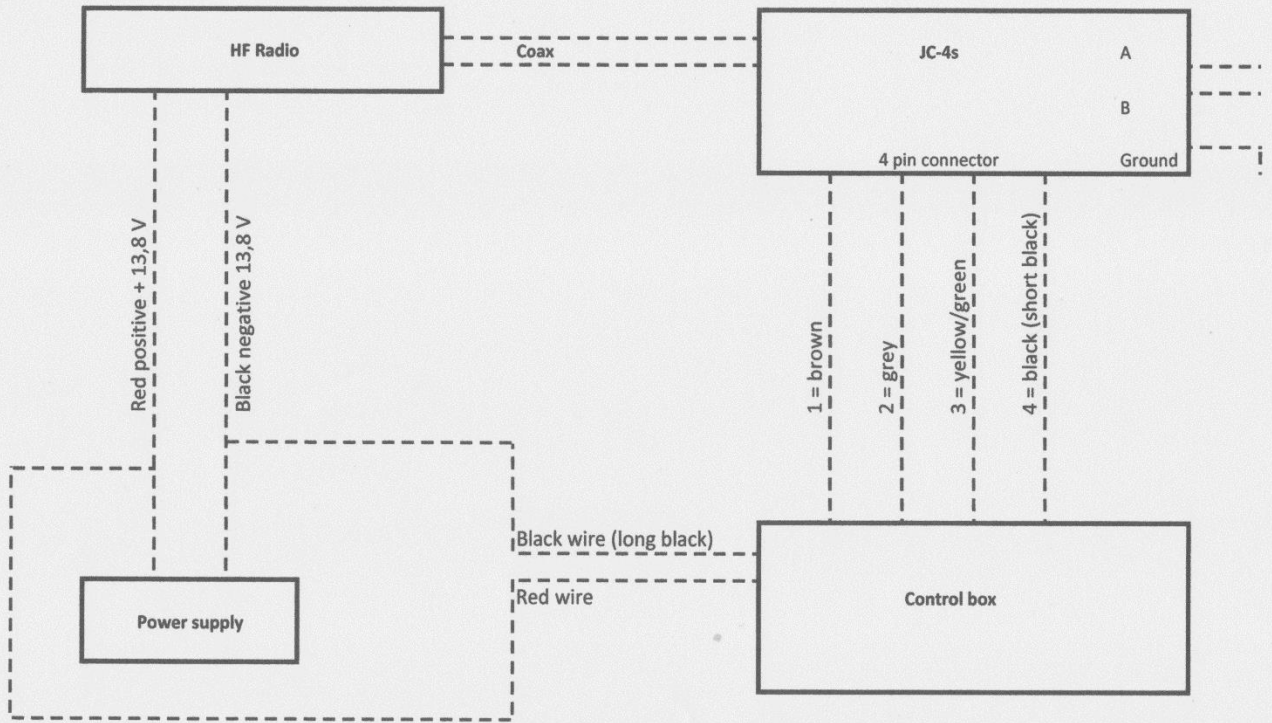 HF Radio
Coax
JC-4s
A
B
4 pin connector
Ground
Red positive + 13,8 V
Black negative 13,8 V
1 = brown
2 = grey
3 = yellow/green
4 = black (short black)
Black wire (long black)
Red wire
Power supply
Control box